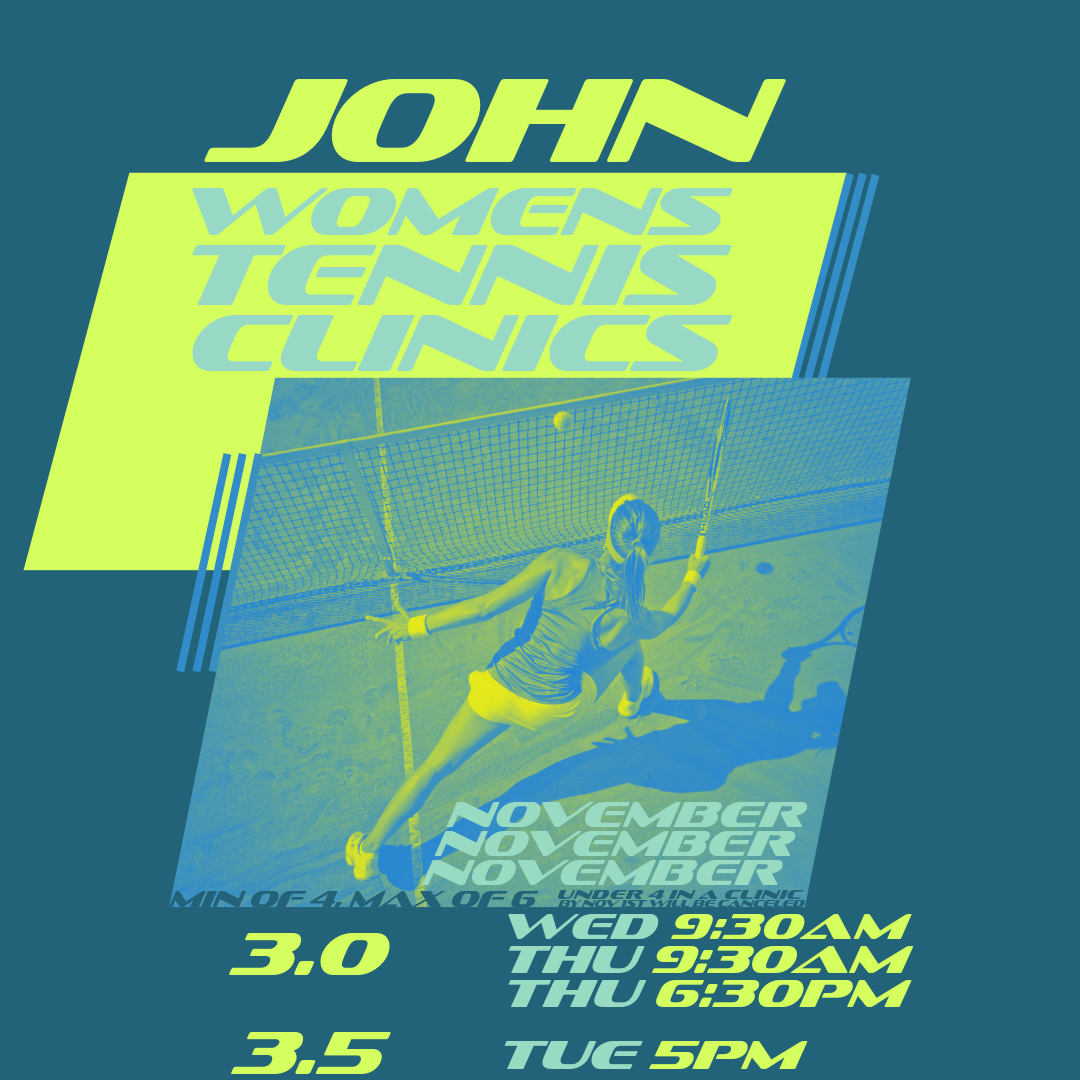 JOHN
WOMENS
TENNIS
CLINICS
NOVEMBER
NOVEMBER
NOVEMBER
MIN OF 4, MAX OF 6
UNDER 4 IN A CLINIC
BY NOV 1ST WILL BE CANCELED
3.0
WED 9:30AM
THU 9:30AM
THU 6:30PM
3.5
TUE 5PM